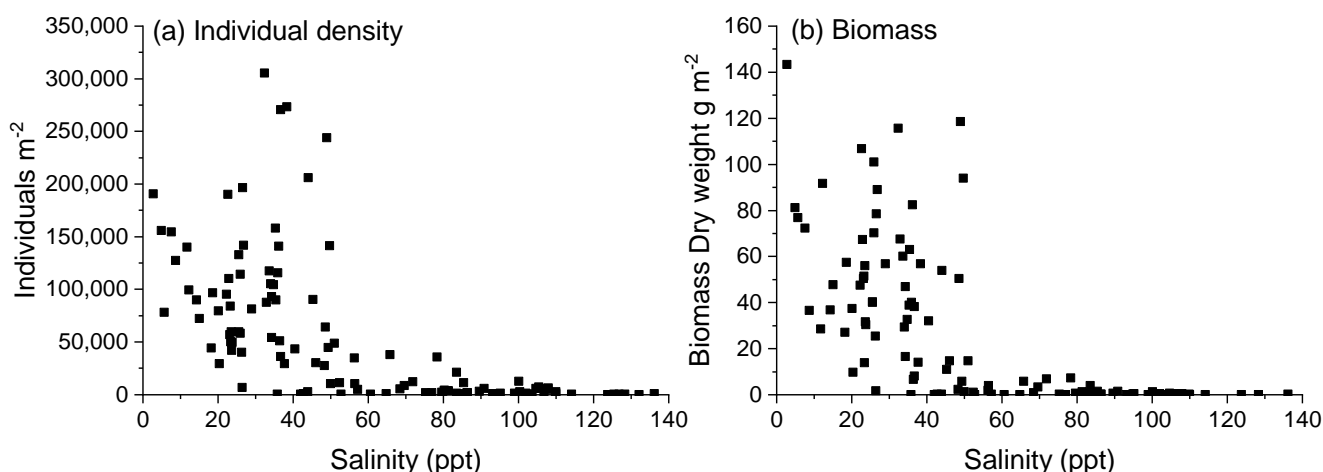 (a) Individual density
350,000
300,000
250,000
200,000
150,000
100,000
50,000
0
Individuals m⁻²
0 20 40 60 80 100 120 140
Salinity (ppt)
(b) Biomass
160
140
120
100
80
60
40
20
0
Biomass Dry weight g m⁻²
0 20 40 60 80 100 120 140
Salinity (ppt)